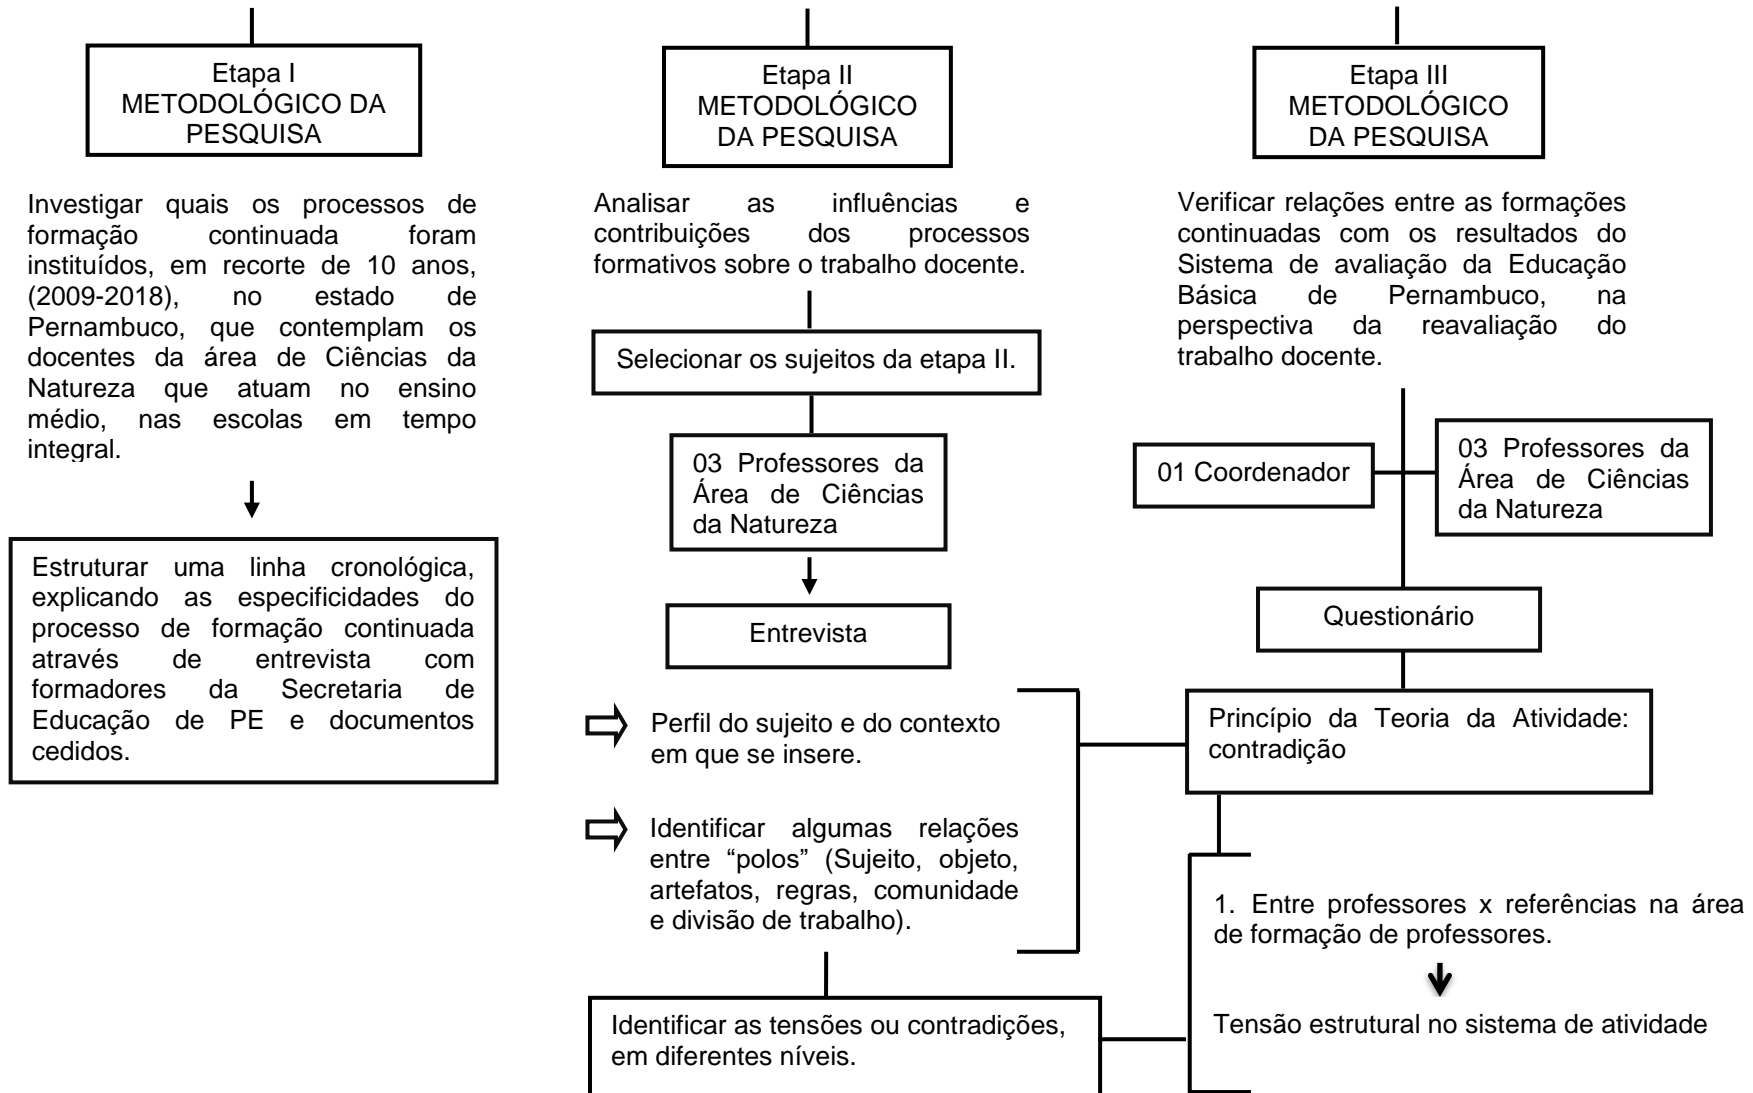 Etapa I
METODOLÓGICO DA
PESQUISA
Investigar quais os processos de
formação continuada foram
instituídos, em recorte de 10 anos,
(2009-2018), no estado de
Pernambuco, que contemplam os
docentes da área de Ciências da
Natureza que atuam no ensino
médio, nas escolas em tempo
integral.
Estruturar uma linha cronológica,
explicando as especificidades do
processo de formação continuada
através de entrevista com
formadores da Secretaria de
Educação de PE e documentos
cedidos.
Etapa II
METODOLÓGICO
DA PESQUISA
Analisar as influências e
contribuições dos processos
formativos sobre o trabalho docente.
Selecionar os sujeitos da etapa II.
03 Professores da
Área de Ciências
da Natureza
Entrevista
Perfil do sujeito e do contexto
em que se insere.
Identificar algumas relações
entre “polos” (Sujeito, objeto,
artefatos, regras, comunidade
e divisão de trabalho).
Identificar as tensões ou contradições,
em diferentes níveis.
Etapa III
METODOLÓGICO
DA PESQUISA
Verificar relações entre as formações
continuadas com os resultados do
Sistema de avaliação da Educação
Básica de Pernambuco, na
perspectiva da reavaliação do
trabalho docente.
01 Coordenador
03 Professores da
Área de Ciências
da Natureza
Questionário
Princípio da Teoria da Atividade:
contradição
1. Entre professores x referências na área
de formação de professores.
Tensão estrutural no sistema de atividade